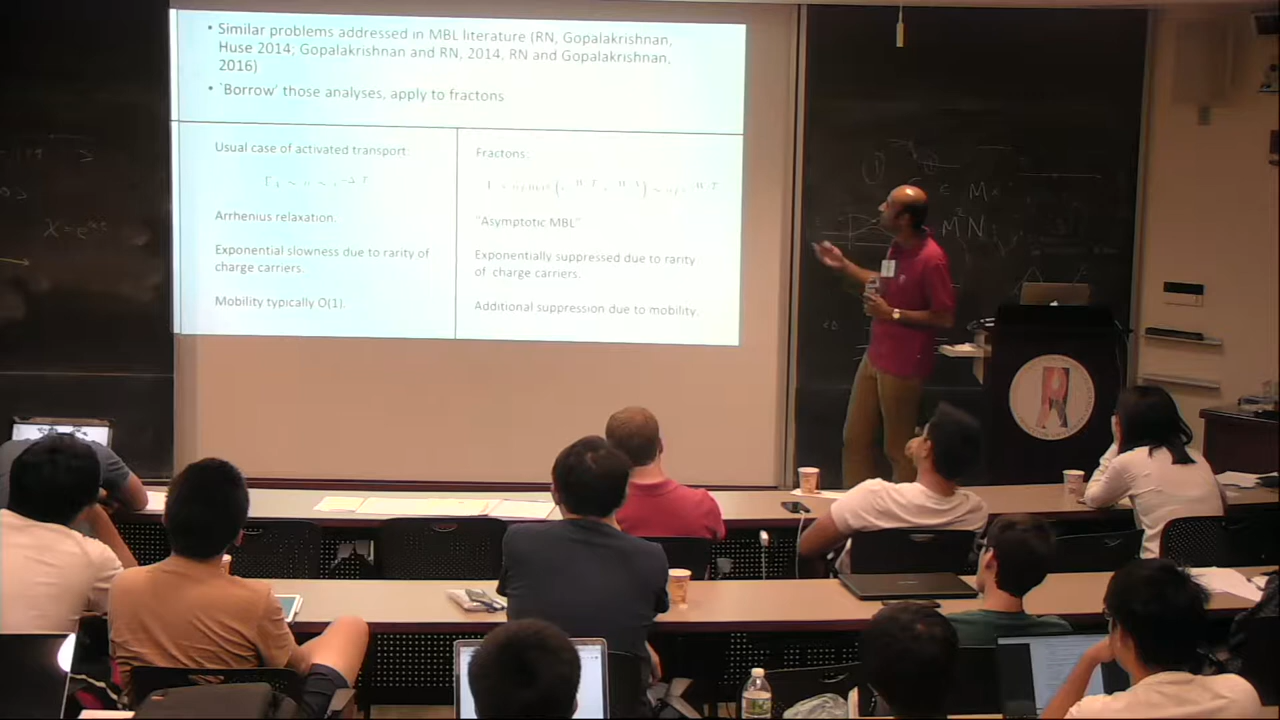 • Similar problems addressed in MBL literature (RN, Gopalakrishnan,
Huse 2014; Gopalakrishnan and RN, 2014, RN and Gopalakrishnan,
2016)
• `Borrow' those analyses, apply to fractons
Usual case of activated transport:
Arrhenius relaxation.
Exponential slowness due to rarity of
charge carriers.
Mobility typically O(1).
Fractons:
"Asymptotic MBL"
Exponentially suppressed due to rarity
of charge carriers.
Additional suppression due to mobility.
M²N